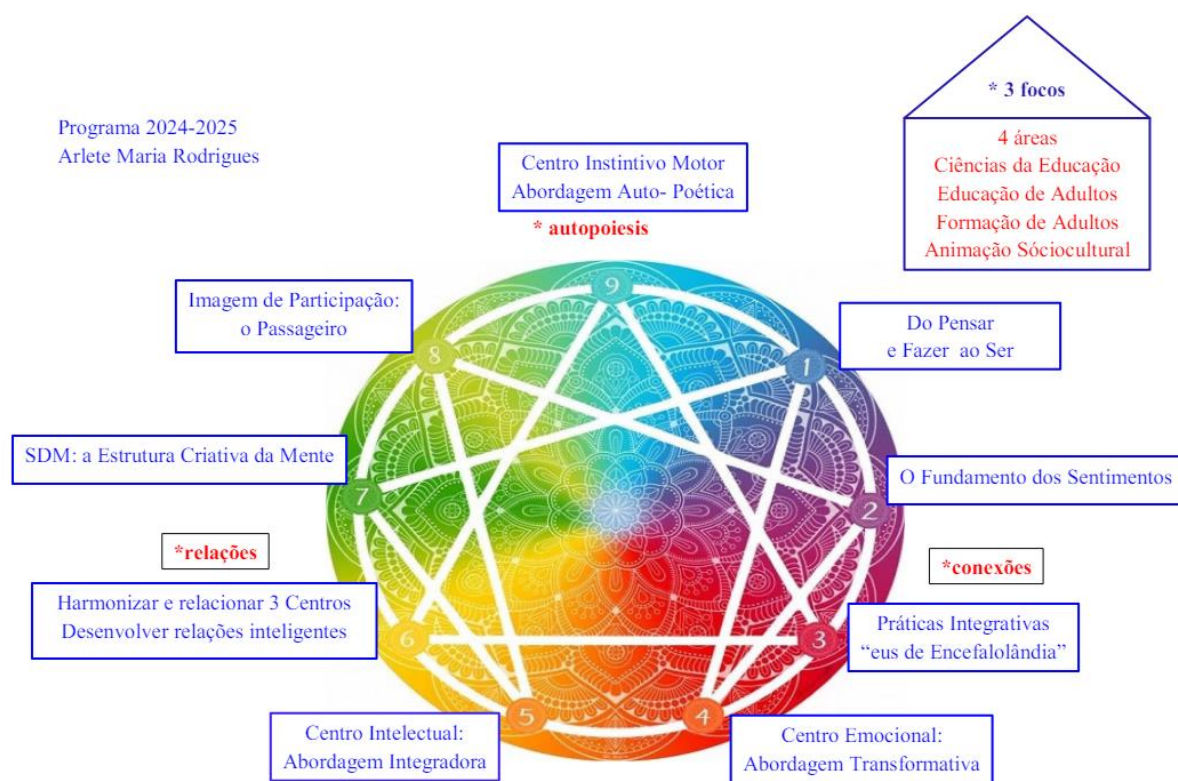 * 3 focos
4 áreas
Ciências da Educação
Educação de Adultos
Formação de Adultos
Animação Sóciocultural
Programa 2024-2025
Arlete Maria Rodrigues
Centro Instintivo Motor
Abordagem Auto- Poética
* autopoiesis
9
Imagem de Participação:
o Passageiro
8
Do Pensar
e Fazer ao Ser
1
SDM: a Estrutura Criativa da Mente
7
O Fundamento dos Sentimentos
2
*relações
*conexões
Harmonizar e relacionar 3 Centros
Desenvolver relações inteligentes
6
Práticas Integrativas
“eus de Encefalolândia”
3
Centro Intelectual:
Abordagem Integradora
5
Centro Emocional:
Abordagem Transformativa
4